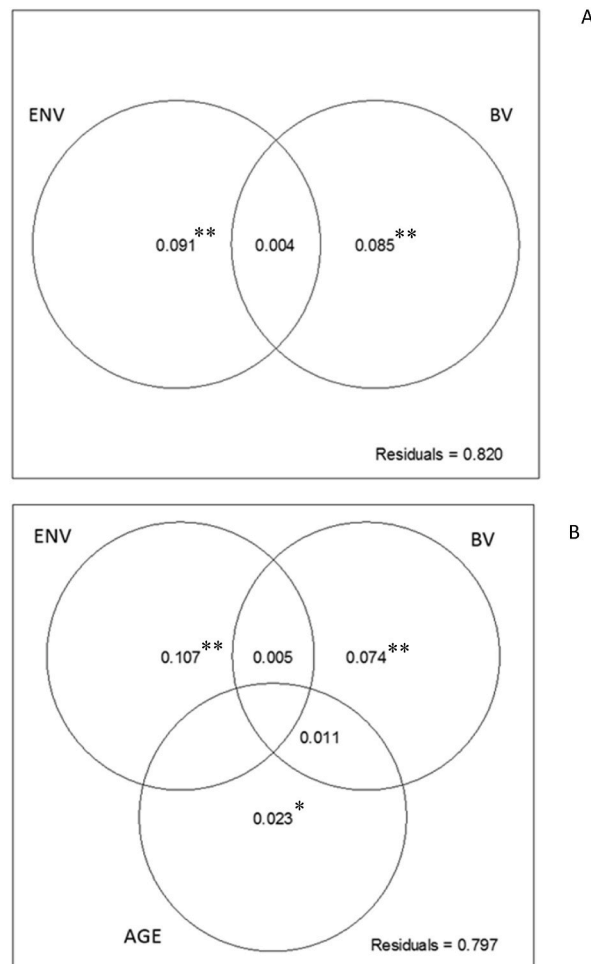 A
ENV
BV
0.091**
0.004
0.085**
Residuals = 0.820
B
ENV
BV
0.107**
0.005
0.074**
0.011
0.023*
AGE
Residuals = 0.797